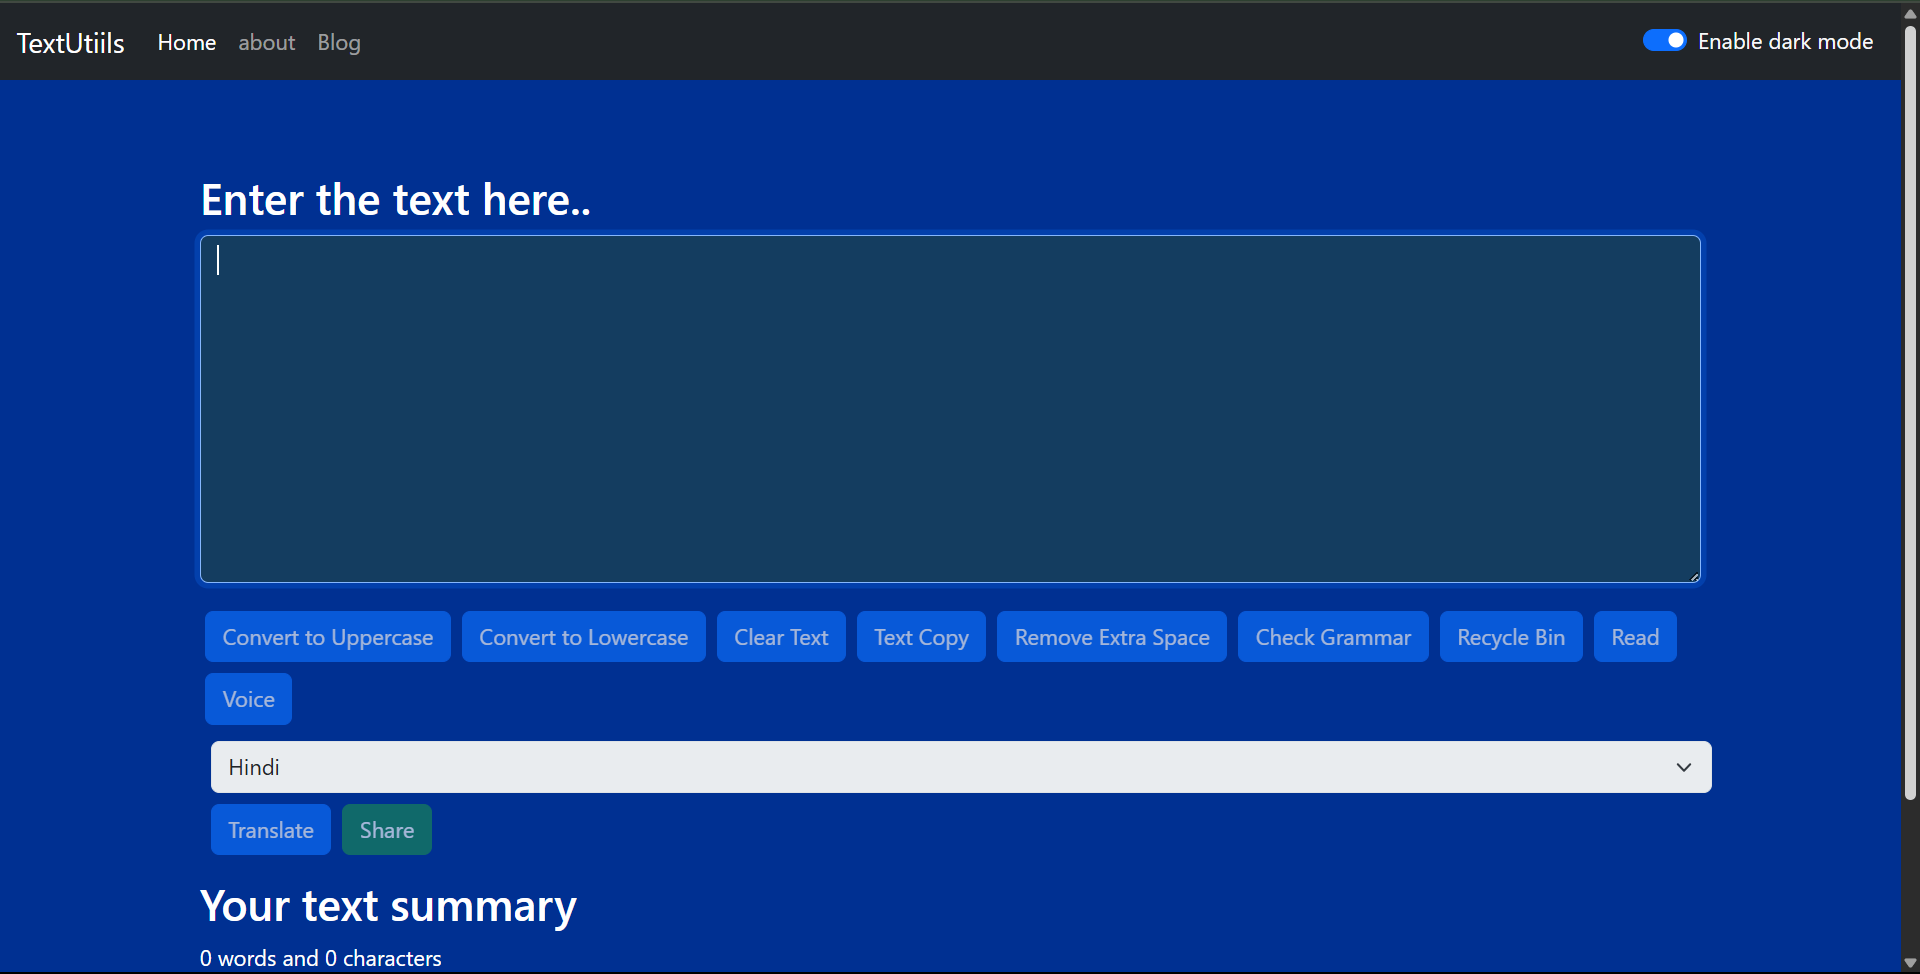 TextUtiils Home about Blog Enable dark mode
Enter the text here..
Convert to Uppercase Convert to Lowercase Clear Text Text Copy Remove Extra Space Check Grammar Recycle Bin Read
Voice
Hindi
Translate Share
Your text summary
0 words and 0 characters